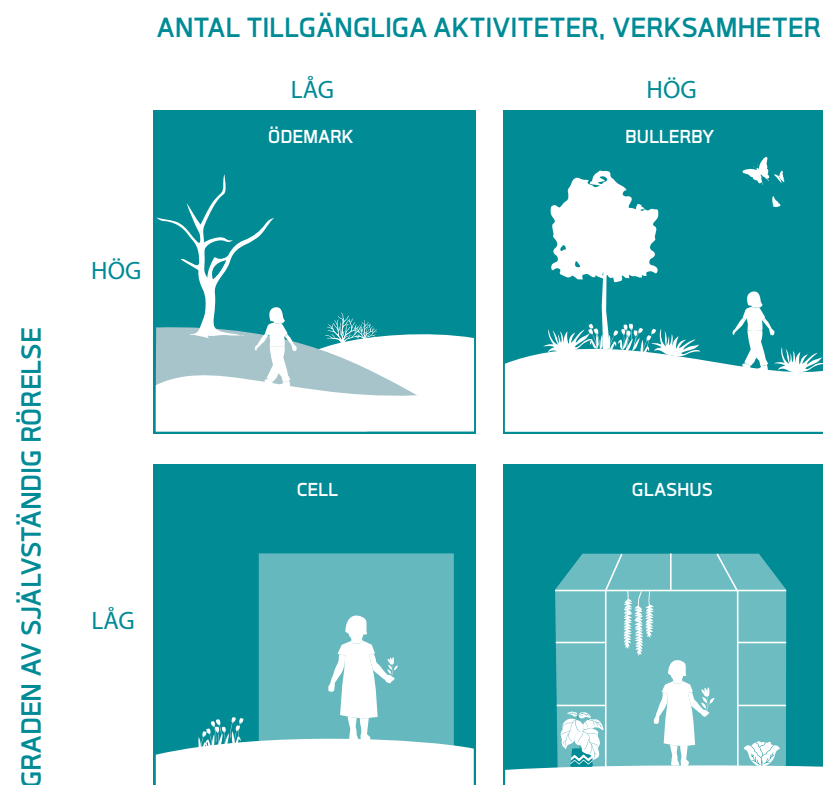 ANTAL TILLGÄNGLIGA AKTIVITETER, VERKSAMHETER
LÅG
HÖG
ÖDEMARK
BULLERBY
HÖG
GRADEN AV SJÄLVSTÄNDIG RÖRELSE
CELL
GLASHUS
LÅG